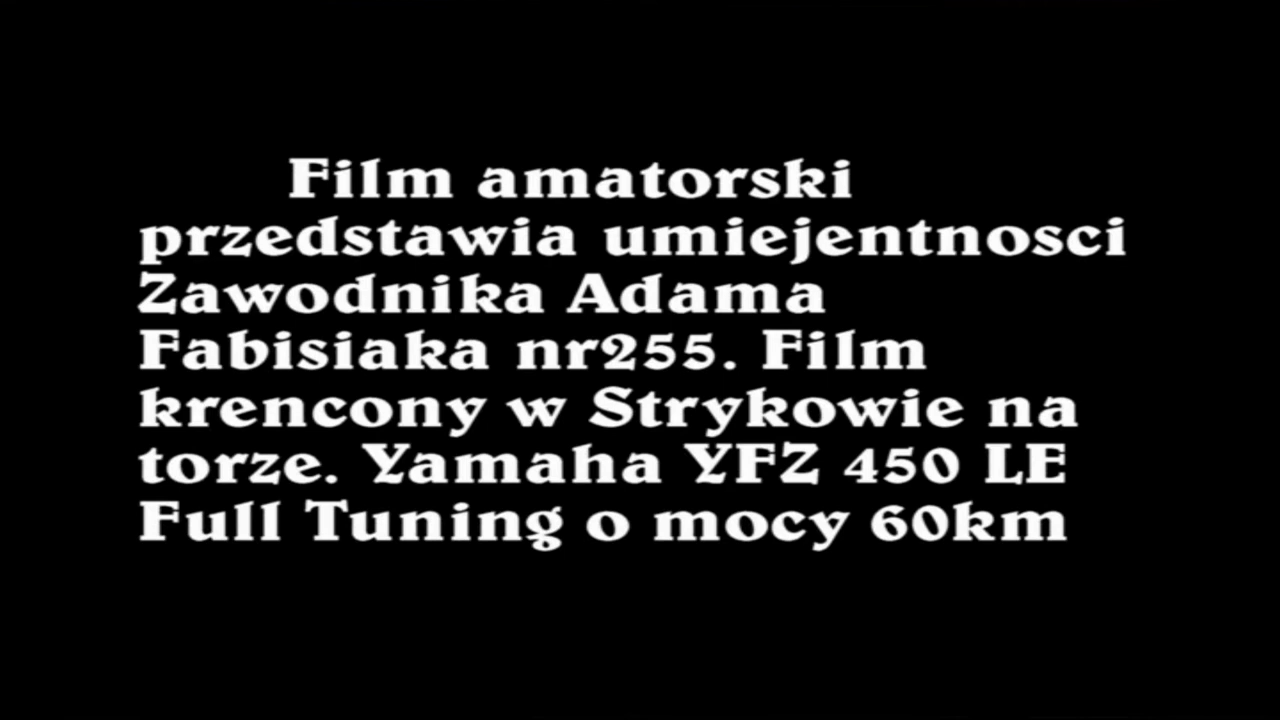 Film amatorski
przedstawia umiejentnosci
Zawodnika Adama
Fabisiaka nr255. Film
krencony w Strykowie na
torze. Yamaha YFZ 450 LE
Full Tuning o mocy 60km